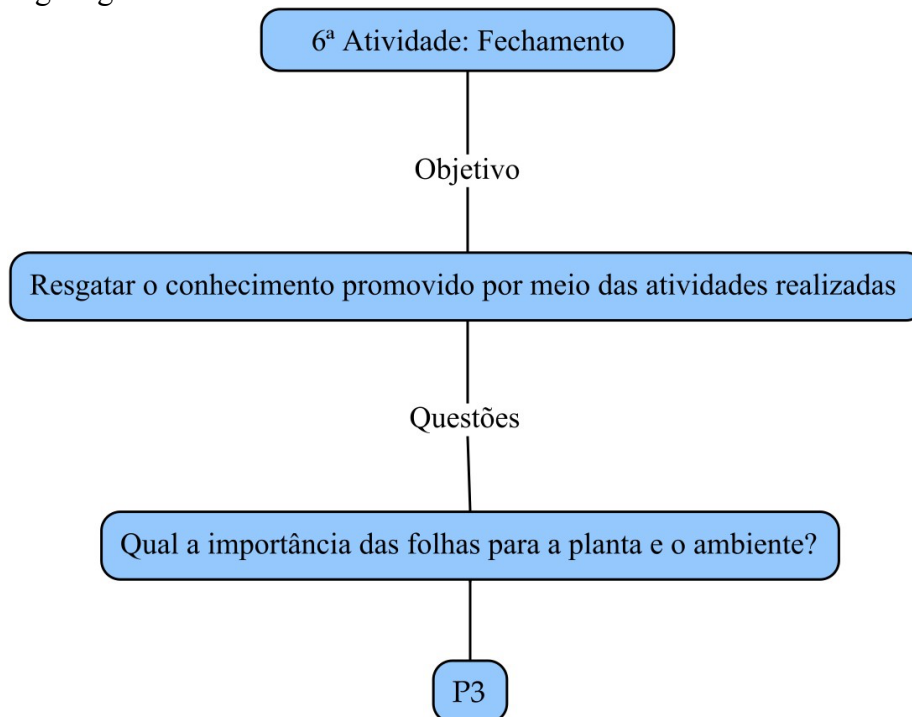 6ª Atividade: Fechamento
Objetivo
Resgatar o conhecimento promovido por meio das atividades realizadas
Questões
Qual a importância das folhas para a planta e o ambiente?
P3